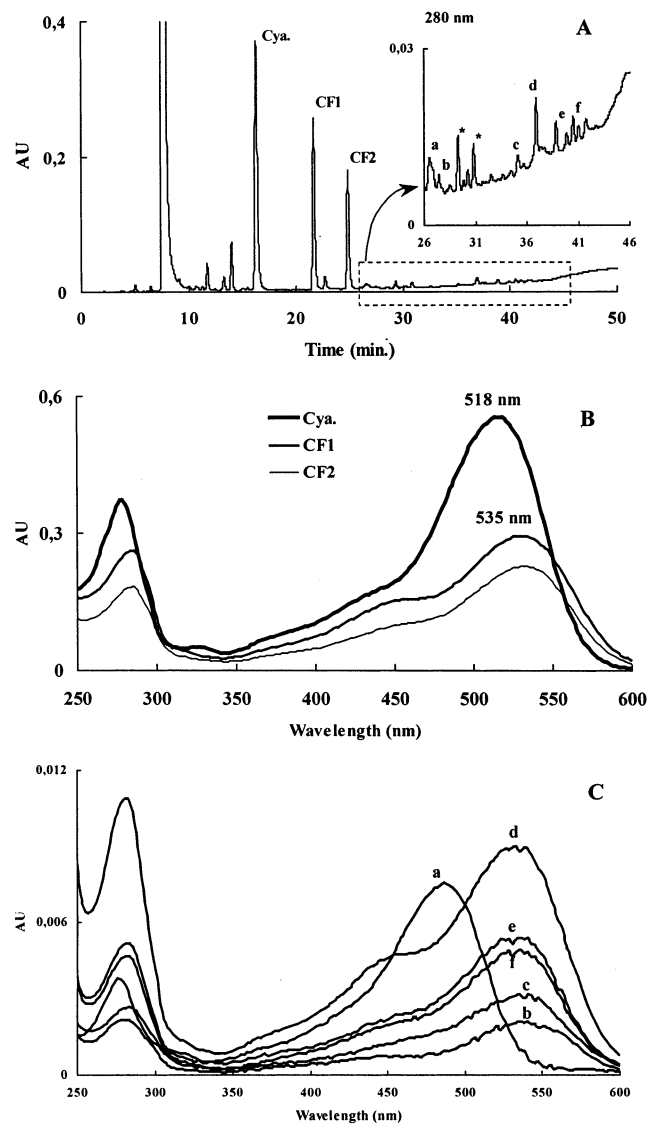 0,4
280 nm
A
Cya.
0,03
CF1
d
e
f
a
b
*
*
c
AU
0,2
CF2
0
26
31
36
41
46
0
0
10
20
30
40
50
Time (min.)
0,6
518 nm
B
Cya.
CF1
CF2
AU
535 nm
0,3
0
250
300
350
400
450
500
550
600
Wavelength (nm)
0,012
C
d
a
AU
0,006
e
f
c
b
0
250
300
350
400
450
500
550
600
Wavelength (nm)